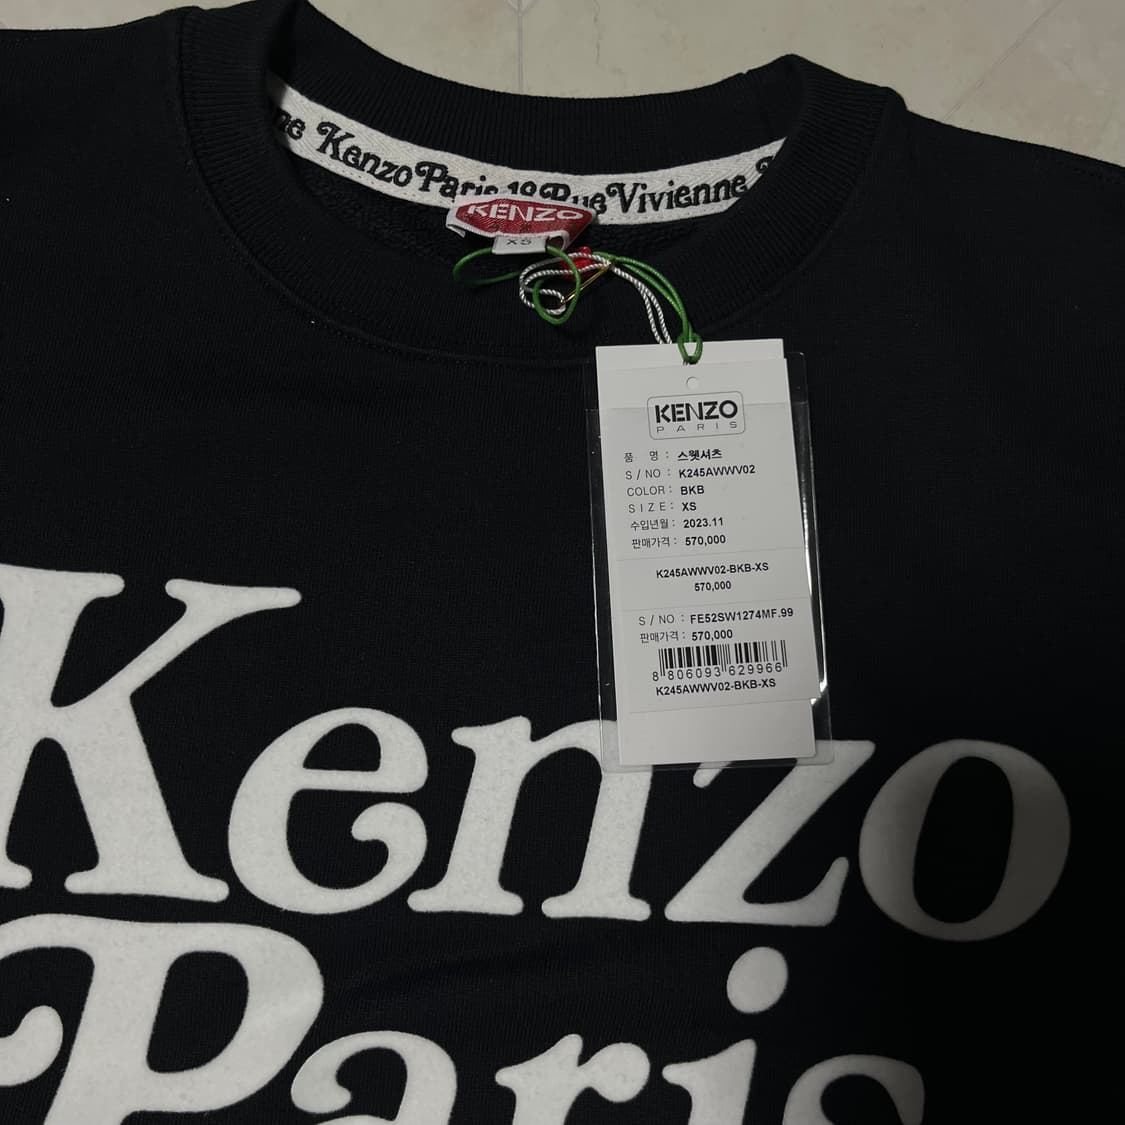 ne Kenzo Paris 18 Rue Vivienne
KENZO
XS
KENZO
PARIS
품 명 : 스웻셔츠
S / NO : K245AWWV02
COLOR : BKB
SIZE : XS
수입년월 : 2023.11
판매가격 : 570,000
K245AWWV02-BKB-XS
570,000
S / NO : FE52SW1274MF.99
판매가격 : 570,000
8 806093 629966
K245AWWV02-BKB-XS
Kenzo
Paris